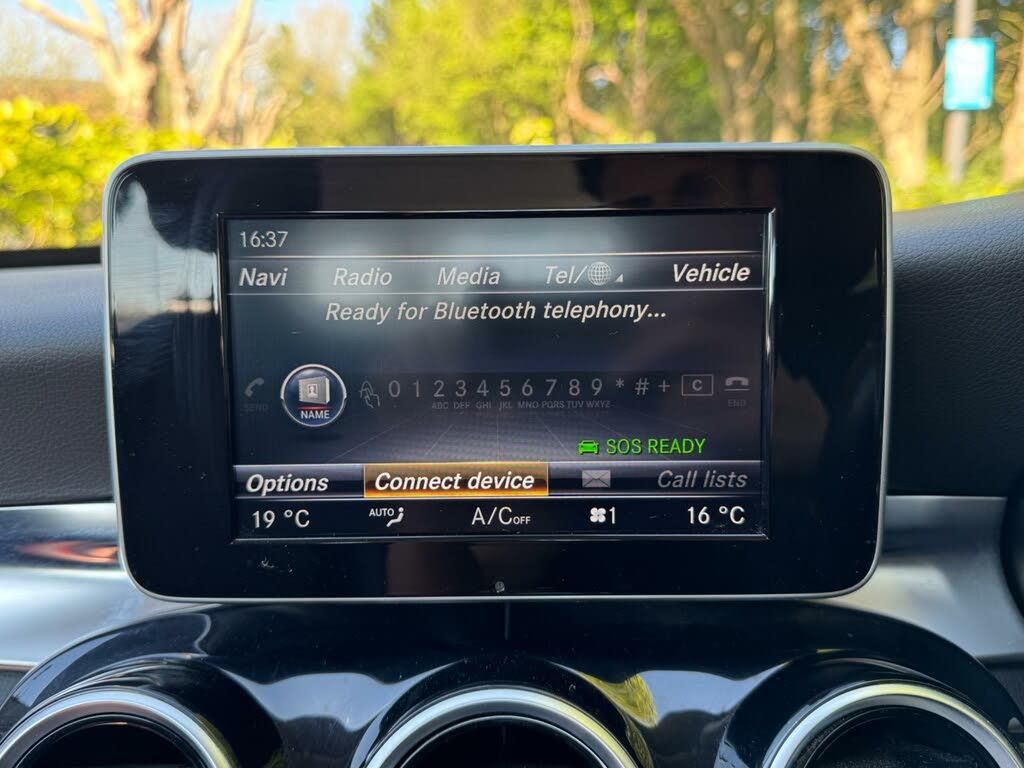 16:37
Navi Radio Media Tel/ Vehicle
Ready for Bluetooth telephony...
SEND NAME 0 1 2 3 4 5 6 7 8 9 * # + C END
ABC DEF GHI JKL MNO PQRS TUV WXYZ
SOS READY
Options Connect device Call lists
19 °C AUTO A/C OFF 1 16 °C